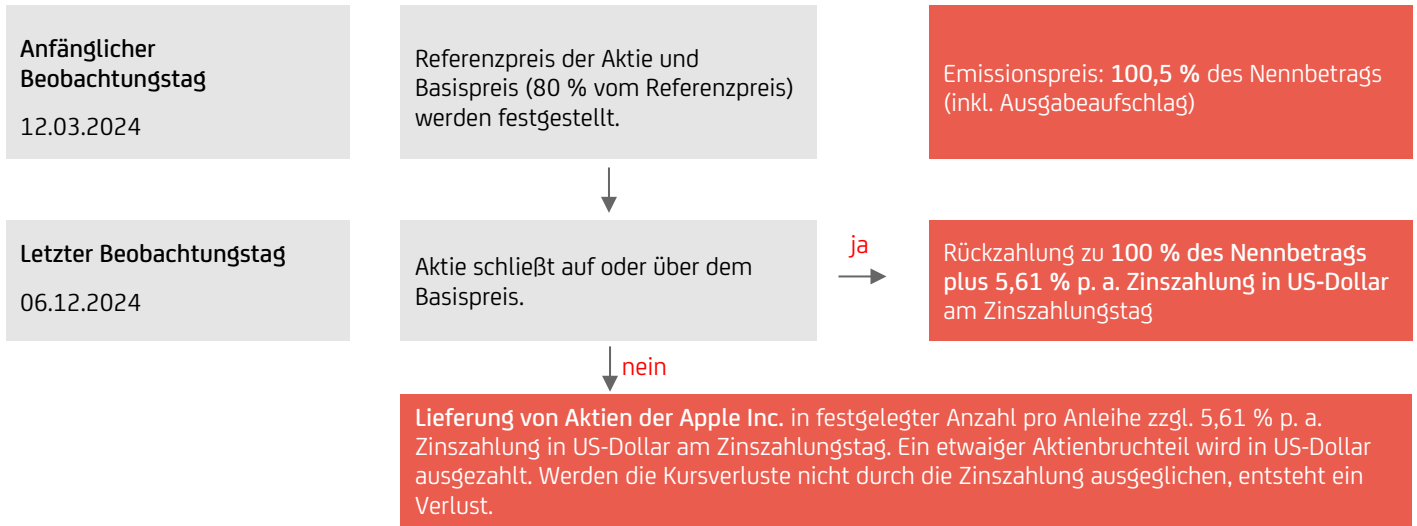 Anfänglicher
Beobachtungstag
12.03.2024
Referenzpreis der Aktie und
Basispreis (80 % vom Referenzpreis)
werden festgestellt.
Emissionspreis: 100,5 % des Nennbetrags
(inkl. Ausgabeaufschlag)
Letzter Beobachtungstag
06.12.2024
Aktie schließt auf oder über dem
Basispreis.
ja
Rückzahlung zu 100 % des Nennbetrags
plus 5,61 % p. a. Zinszahlung in US-Dollar
am Zinszahlungstag
nein
Lieferung von Aktien der Apple Inc. in festgelegter Anzahl pro Anleihe zzgl. 5,61 % p. a.
Zinszahlung in US-Dollar am Zinszahlungstag. Ein etwaiger Aktienbruchteil wird in US-Dollar
ausgezahlt. Werden die Kursverluste nicht durch die Zinszahlung ausgeglichen, entsteht ein
Verlust.